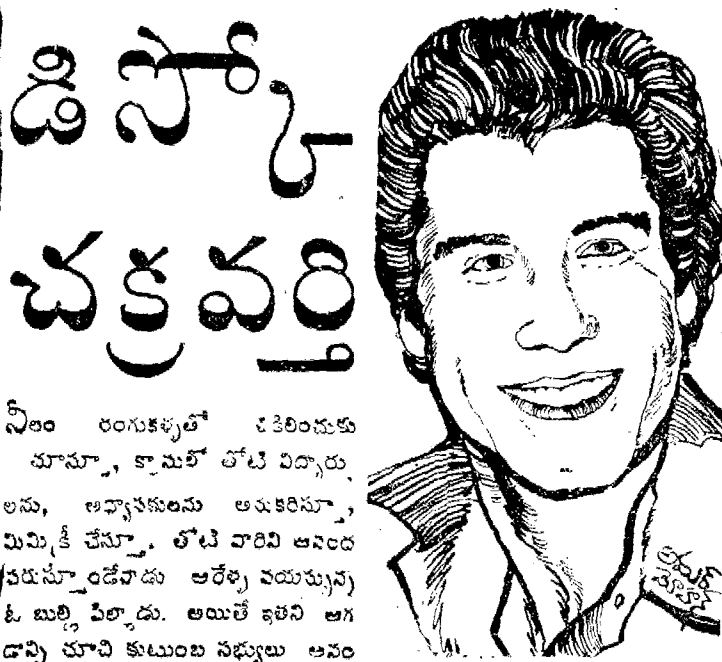 డిస్కో
చక్రవర్తి
నీలం రంగుకళ్ళతో చికిలించుకు
చూస్తూ, క్లాసులో తోటి విద్యార్థు
లను, అధ్యాపకులను అనుకరిస్తూ,
మిమ్మికీ చేస్తూ. తోటి వారిని ఆనంద
పరుస్తూండేవాడు ఆరేళ్ళ వయస్సున్న
ఓ బుల్లి పిల్లాడు. అయితే ఇతని ఆగ
డాన్ని చూచి కుటుంబ సభ్యులు ఆనం
అమర్